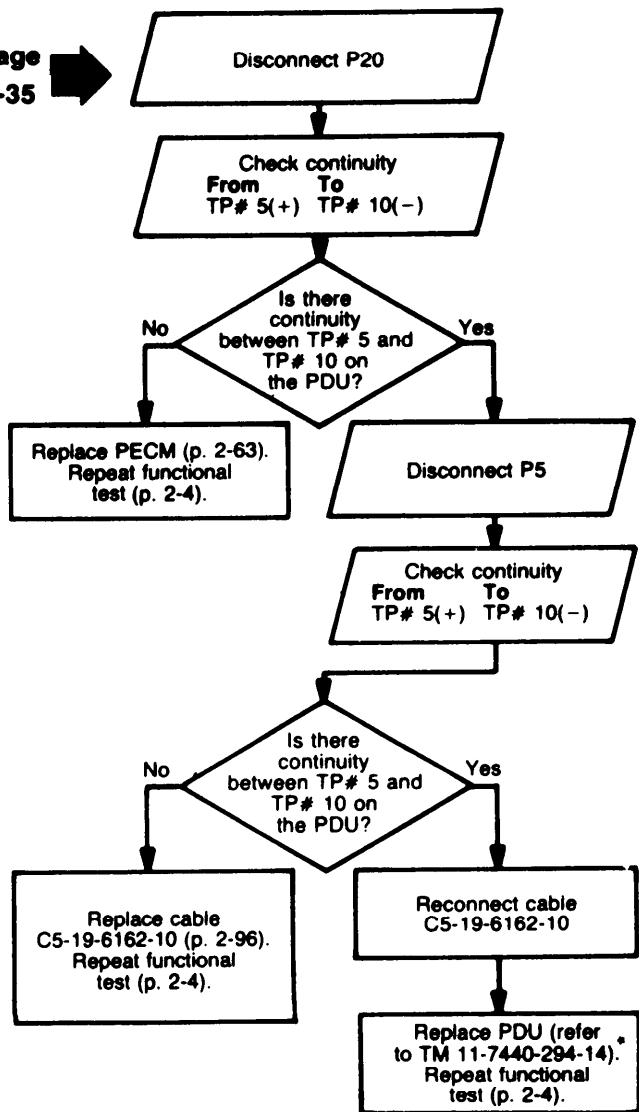 age
-35
Disconnect P20
Check continuity
From To
TP# 5(+) TP# 10(−)
Is there
continuity
between TP# 5 and
TP# 10 on
the PDU?
No
Yes
Replace PECM (p. 2-63).
Repeat functional
test (p. 2-4).
Disconnect P5
Check continuity
From To
TP# 5(+) TP# 10(−)
Is there
continuity
between TP# 5 and
TP# 10 on
the PDU?
No
Yes
Replace cable
C5-19-6162-10 (p. 2-96).
Repeat functional
test (p. 2-4).
Reconnect cable
C5-19-6162-10
Replace PDU (refer
to TM 11-7440-294-14).*
Repeat functional
test (p. 2-4).